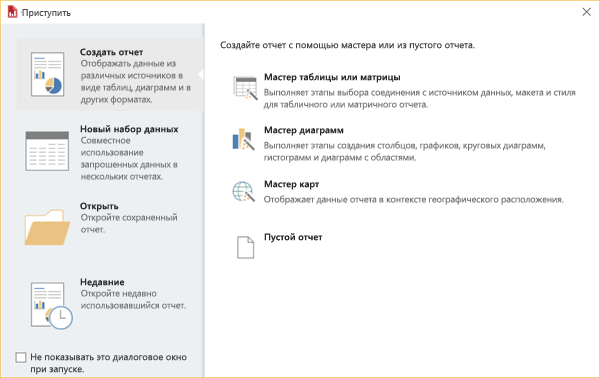 Приступить
Создать отчет
Отображать данные из
различных источников в
виде таблиц, диаграмм и в
других форматах.
Новый набор данных
Совместное
использование
запрошенных данных в
нескольких отчетах.
Открыть
Откройте сохраненный
отчет.
Недавние
Откройте недавно
использовавшийся отчет.
Не показывать это диалоговое окно
при запуске.
Создайте отчет с помощью мастера или из пустого отчета.
Мастер таблицы или матрицы
Выполняет этапы выбора соединения с источником данных, макета и стиля
для табличного или матричного отчета.
Мастер диаграмм
Выполняет этапы создания столбцов, графиков, круговых диаграмм,
гистограмм и диаграмм с областями.
Мастер карт
Отображает данные отчета в контексте географического расположения.
Пустой отчет